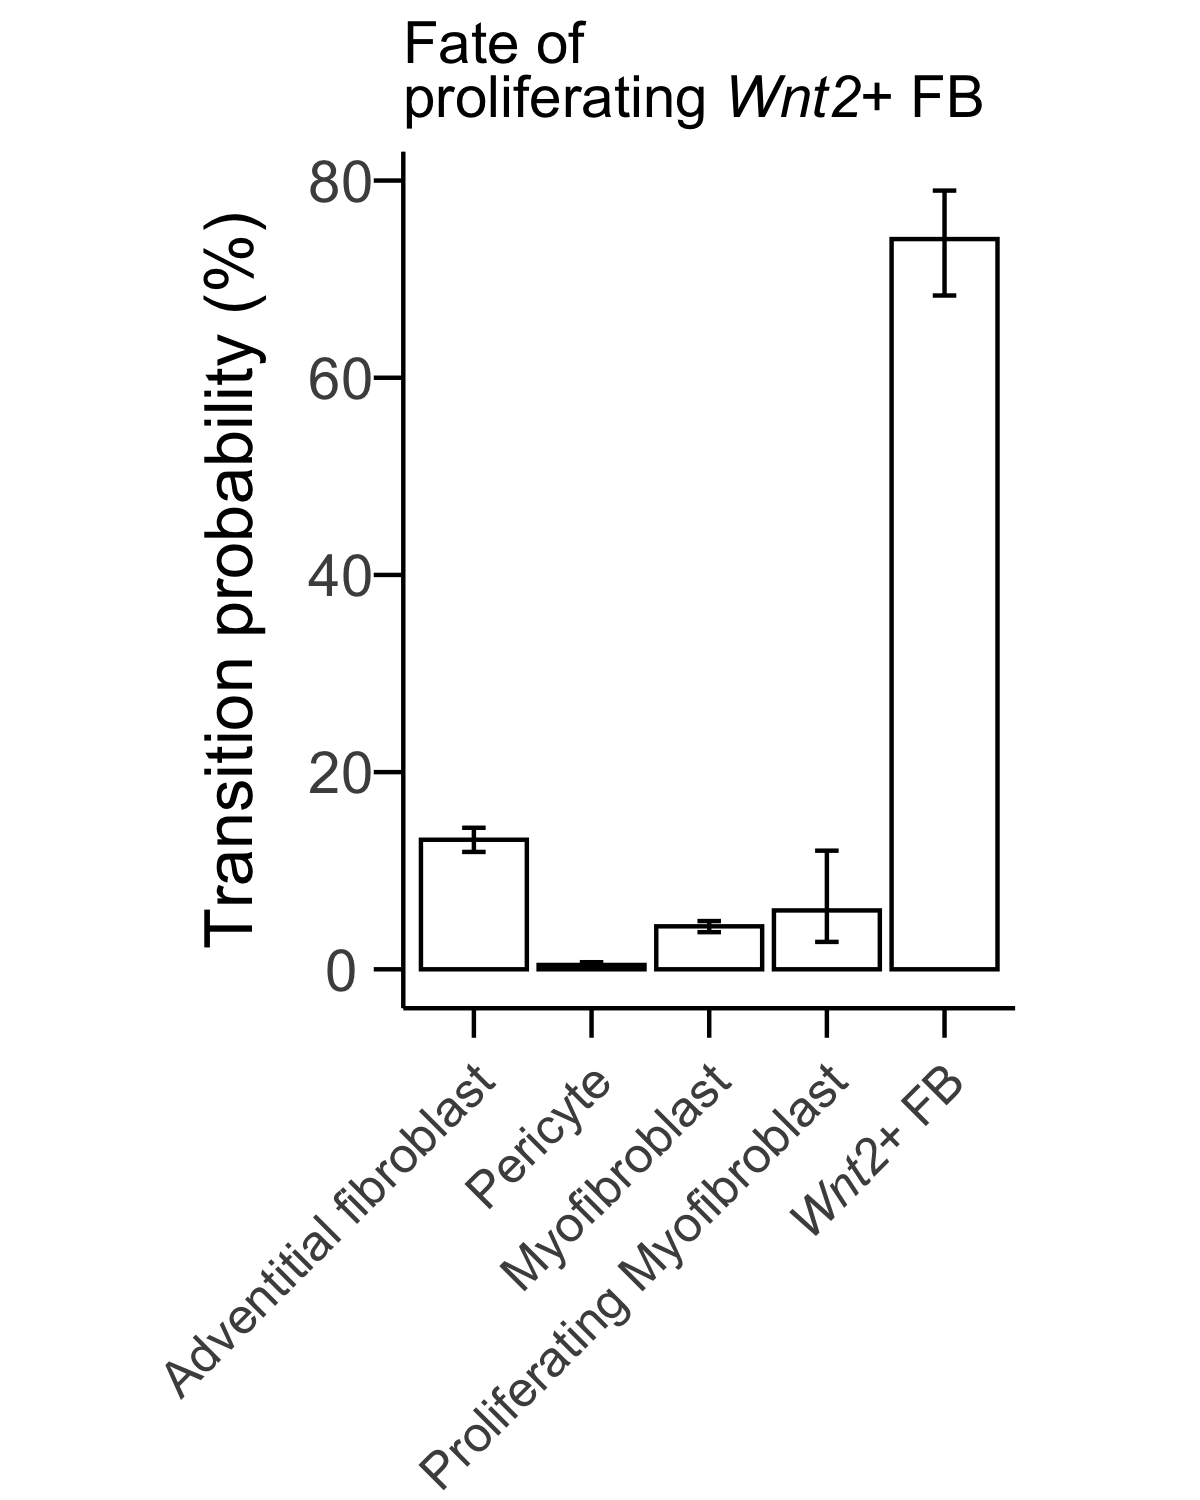 Fate of
proliferating Wnt2+ FB
Transition probability (%)
80
60
40
20
0
Adventitial fibroblast
Pericyte
Myofibroblast
Proliferating Myofibroblast
Wnt2+ FB